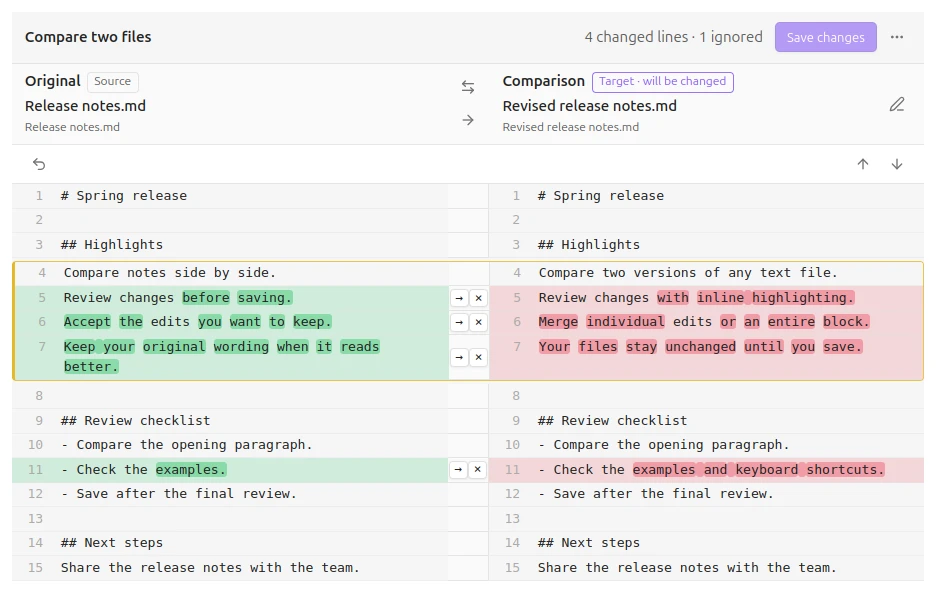 Compare two files
4 changed lines · 1 ignored
Save changes
Original Source
Release notes.md
Release notes.md
Comparison Target · will be changed
Revised release notes.md
Revised release notes.md
1 # Spring release
2
3 ## Highlights
4 Compare notes side by side.
5 Review changes before saving.
6 Accept the edits you want to keep.
7 Keep your original wording when it reads
better.
8
9 ## Review checklist
10 - Compare the opening paragraph.
11 - Check the examples.
12 - Save after the final review.
13
14 ## Next steps
15 Share the release notes with the team.
1 # Spring release
2
3 ## Highlights
4 Compare two versions of any text file.
5 Review changes with inline highlighting.
6 Merge individual edits or an entire block.
7 Your files stay unchanged until you save.
8
9 ## Review checklist
10 - Compare the opening paragraph.
11 - Check the examples and keyboard shortcuts.
12 - Save after the final review.
13
14 ## Next steps
15 Share the release notes with the team.